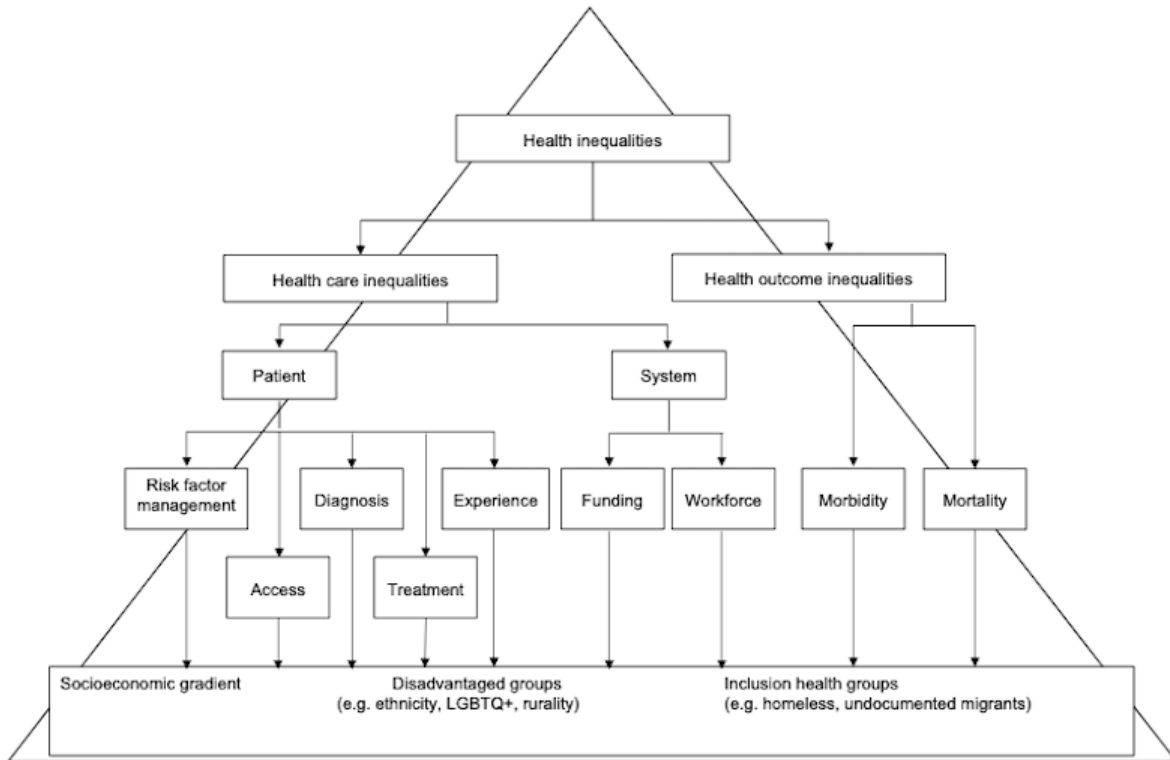 Health inequalities
Health care inequalities
Health outcome inequalities
Patient
System
Risk factor
management
Diagnosis
Experience
Funding
Workforce
Morbidity
Mortality
Access
Treatment
Socioeconomic gradient
Disadvantaged groups
(e.g. ethnicity, LGBTQ+, rurality)
Inclusion health groups
(e.g. homeless, undocumented migrants)